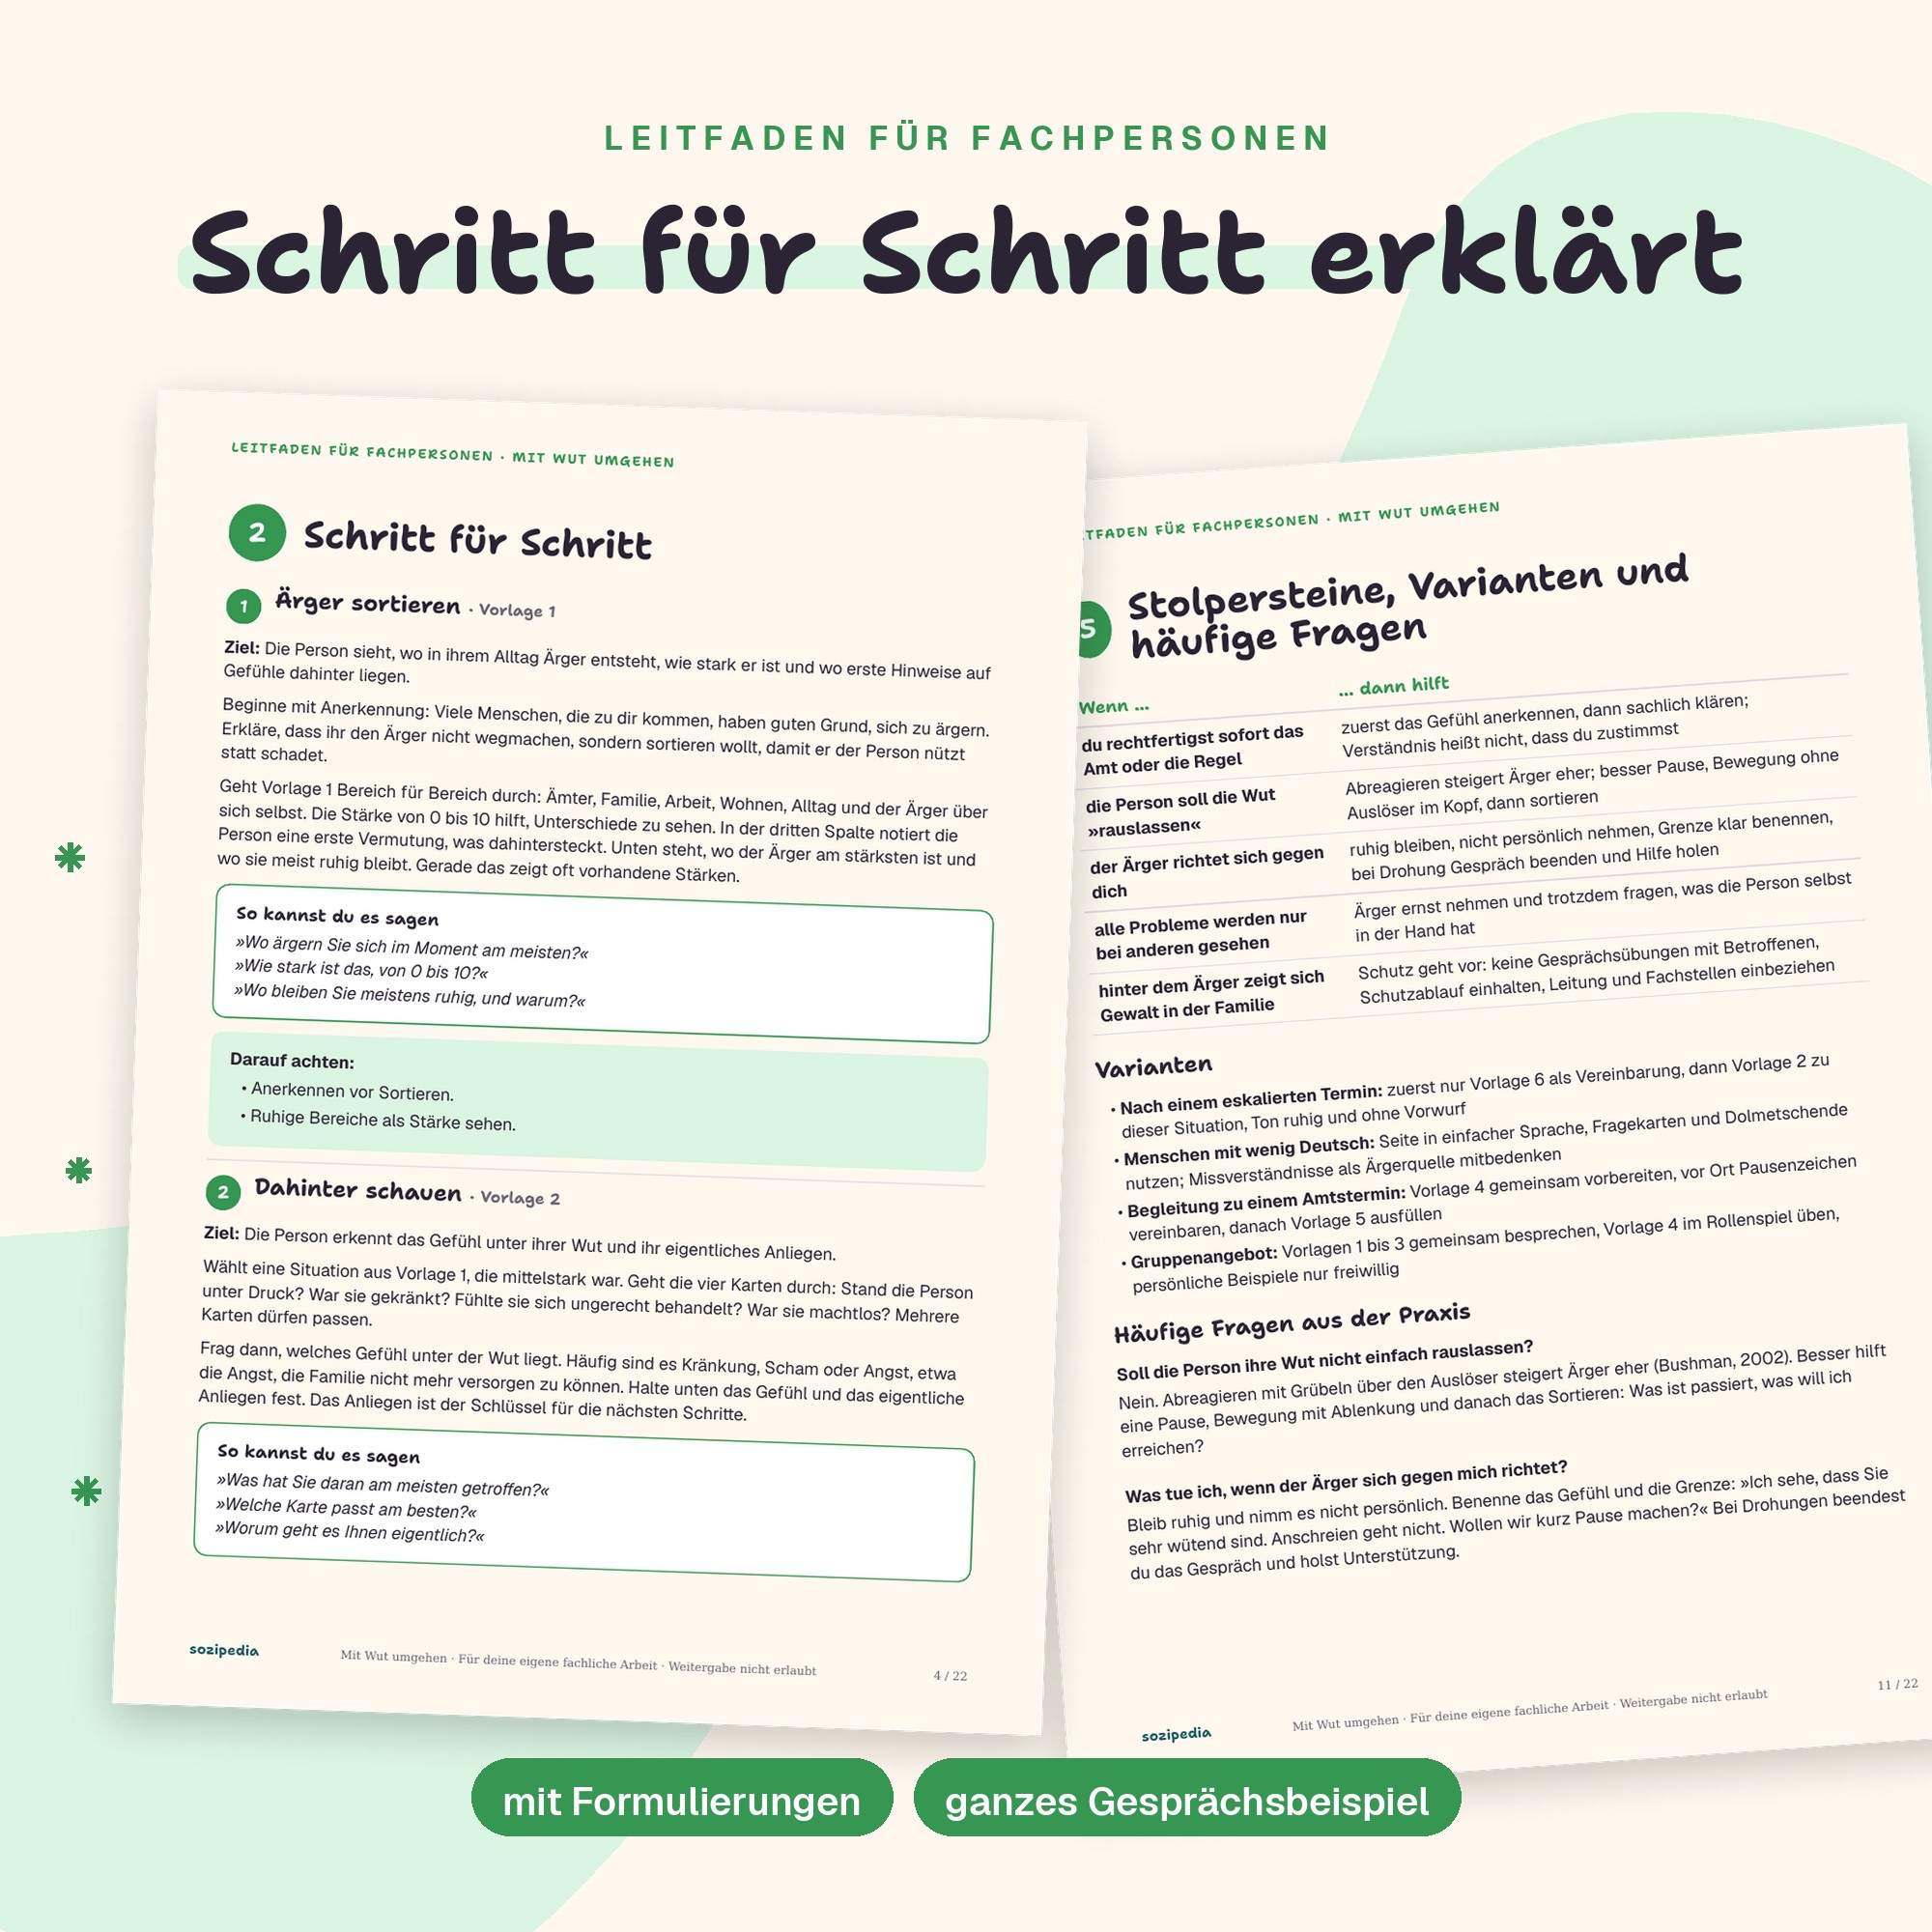 LEITFADEN FÜR FACHPERSONEN
Schritt für Schritt erklärt
LEITFADEN FÜR FACHPERSONEN · MIT WUT UMGEHEN
2 Schritt für Schritt
1 Ärger sortieren · Vorlage 1
Ziel: Die Person sieht, wo in ihrem Alltag Ärger entsteht, wie stark er ist und wo erste Hinweise auf
Gefühle dahinter liegen.
Beginne mit Anerkennung: Viele Menschen, die zu dir kommen, haben guten Grund, sich zu ärgern.
Erkläre, dass ihr den Ärger nicht wegmachen, sondern sortieren wollt, damit er der Person nützt
statt schadet.
Geht Vorlage 1 Bereich für Bereich durch: Ämter, Familie, Arbeit, Wohnen, Alltag und der Ärger über
sich selbst. Die Stärke von 0 bis 10 hilft, Unterschiede zu sehen. In der dritten Spalte notiert die
Person eine erste Vermutung, was dahintersteckt. Unten steht, wo der Ärger am stärksten ist und
wo sie meist ruhig bleibt. Gerade das zeigt oft vorhandene Stärken.
So kannst du es sagen
»Wo ärgern Sie sich im Moment am meisten?«
»Wie stark ist das, von 0 bis 10?«
»Wo bleiben Sie meistens ruhig, und warum?«
Darauf achten:
• Anerkennen vor Sortieren.
• Ruhige Bereiche als Stärke sehen.
2 Dahinter schauen · Vorlage 2
Ziel: Die Person erkennt das Gefühl unter ihrer Wut und ihr eigentliches Anliegen.
Wählt eine Situation aus Vorlage 1, die mittelstark war. Geht die vier Karten durch: Stand die Person
unter Druck? War sie gekränkt? Fühlte sie sich ungerecht behandelt? War sie machtlos? Mehrere
Karten dürfen passen.
Frag dann, welches Gefühl unter der Wut liegt. Häufig sind es Kränkung, Scham oder Angst, etwa
die Angst, die Familie nicht mehr versorgen zu können. Halte unten das Gefühl und das eigentliche
Anliegen fest. Das Anliegen ist der Schlüssel für die nächsten Schritte.
So kannst du es sagen
»Was hat Sie daran am meisten getroffen?«
»Welche Karte passt am besten?«
»Worum geht es Ihnen eigentlich?«
sozipedia
Mit Wut umgehen · Für deine eigene fachliche Arbeit · Weitergabe nicht erlaubt
4 / 22
ITFADEN FÜR FACHPERSONEN · MIT WUT UMGEHEN
5 Stolpersteine, Varianten und
häufige Fragen
Wenn ... ... dann hilft
du rechtfertigst sofort das
Amt oder die Regel
zuerst das Gefühl anerkennen, dann sachlich klären;
Verständnis heißt nicht, dass du zustimmst
die Person soll die Wut
»rauslassen«
Abreagieren steigert Ärger eher; besser Pause, Bewegung ohne
Auslöser im Kopf, dann sortieren
der Ärger richtet sich gegen
dich
ruhig bleiben, nicht persönlich nehmen, Grenze klar benennen,
bei Drohung Gespräch beenden und Hilfe holen
alle Probleme werden nur
bei anderen gesehen
Ärger ernst nehmen und trotzdem fragen, was die Person selbst
in der Hand hat
hinter dem Ärger zeigt sich
Gewalt in der Familie
Schutz geht vor: keine Gesprächsübungen mit Betroffenen,
Schutzablauf einhalten, Leitung und Fachstellen einbeziehen
Varianten
• Nach einem eskalierten Termin: zuerst nur Vorlage 6 als Vereinbarung, dann Vorlage 2 zu
dieser Situation, Ton ruhig und ohne Vorwurf
• Menschen mit wenig Deutsch: Seite in einfacher Sprache, Fragekarten und Dolmetschende
nutzen; Missverständnisse als Ärgerquelle mitbedenken
• Begleitung zu einem Amtstermin: Vorlage 4 gemeinsam vorbereiten, vor Ort Pausenzeichen
vereinbaren, danach Vorlage 5 ausfüllen
• Gruppenangebot: Vorlagen 1 bis 3 gemeinsam besprechen, Vorlage 4 im Rollenspiel üben,
persönliche Beispiele nur freiwillig
Häufige Fragen aus der Praxis
Soll die Person ihre Wut nicht einfach rauslassen?
Nein. Abreagieren mit Grübeln über den Auslöser steigert Ärger eher (Bushman, 2002). Besser hilft
eine Pause, Bewegung mit Ablenkung und danach das Sortieren: Was ist passiert, was will ich
erreichen?
Was tue ich, wenn der Ärger sich gegen mich richtet?
Bleib ruhig und nimm es nicht persönlich. Benenne das Gefühl und die Grenze: »Ich sehe, dass Sie
sehr wütend sind. Anschreien geht nicht. Wollen wir kurz Pause machen?« Bei Drohungen beendest
du das Gespräch und holst Unterstützung.
sozipedia
Mit Wut umgehen · Für deine eigene fachliche Arbeit · Weitergabe nicht erlaubt
11 / 22
mit Formulierungen
ganzes Gesprächsbeispiel